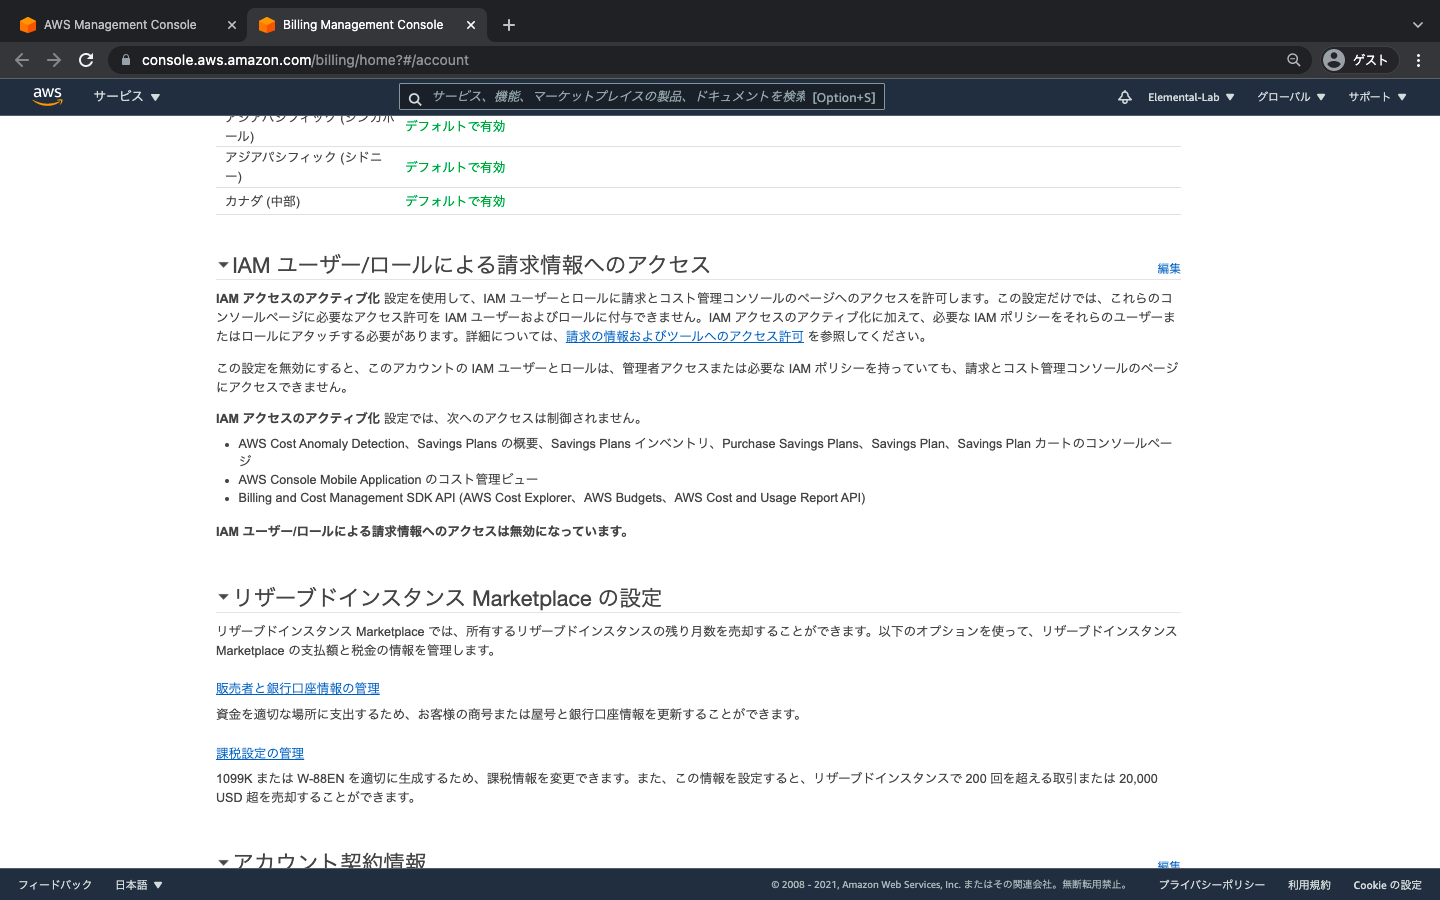 AWS Management Console
Billing Management Console
console.aws.amazon.com/billing/home?#/account
ゲスト
aws
サービス
サービス、機能、マーケットプレイスの製品、ドキュメントを検索 [Option+S]
Elemental-Lab
グローバル
サポート
アジアパシフィック (シンガポ
ール)
デフォルトで有効
アジアパシフィック (シドニ
ー)
デフォルトで有効
カナダ (中部)
デフォルトで有効
IAM ユーザー/ロールによる請求情報へのアクセス
編集
IAM アクセスのアクティブ化 設定を使用して、IAM ユーザーとロールに請求とコスト管理コンソールのページへのアクセスを許可します。この設定だけでは、これらのコ
ンソールページに必要なアクセス許可を IAM ユーザーおよびロールに付与できません。IAM アクセスのアクティブ化に加えて、必要な IAM ポリシーをそれらのユーザーま
たはロールにアタッチする必要があります。詳細については、請求の情報およびツールへのアクセス許可 を参照してください。
この設定を無効にすると、このアカウントの IAM ユーザーとロールは、管理者アクセスまたは必要な IAM ポリシーを持っていても、請求とコスト管理コンソールのページ
にアクセスできません。
IAM アクセスのアクティブ化 設定では、次へのアクセスは制御されません。
AWS Cost Anomaly Detection、Savings Plans の概要、Savings Plans インベントリ、Purchase Savings Plans、Savings Plan、Savings Plan カートのコンソールペー
ジ
AWS Console Mobile Application のコスト管理ビュー
Billing and Cost Management SDK API (AWS Cost Explorer、AWS Budgets、AWS Cost and Usage Report API)
IAM ユーザー/ロールによる請求情報へのアクセスは無効になっています。
リザーブドインスタンス Marketplace の設定
リザーブドインスタンス Marketplace では、所有するリザーブドインスタンスの残り月数を売却することができます。以下のオプションを使って、リザーブドインスタンス
Marketplace の支払額と税金の情報を管理します。
販売者と銀行口座情報の管理
資金を適切な場所に支出するため、お客様の商号または屋号と銀行口座情報を更新することができます。
課税設定の管理
1099K または W-88EN を適切に生成するため、課税情報を変更できます。また、この情報を設定すると、リザーブドインスタンスで 200 回を超える取引または 20,000
USD 超を売却することができます。
アカウント契約情報
編集
フィードバック
日本語
© 2008 - 2021, Amazon Web Services, Inc. またはその関連会社。無断転用禁止。
プライバシーポリシー
利用規約
Cookie の設定